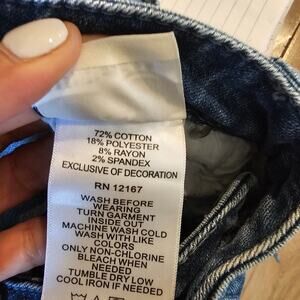 72% COTTON
18% POLYESTER
8% RAYON
2% SPANDEX
EXCLUSIVE OF DECORATION
RN 12167
WASH BEFORE
WEARING
TURN GARMENT
INSIDE OUT
MACHINE WASH COLD
WASH WITH LIKE
COLORS
ONLY NON-CHLORINE
BLEACH WHEN
NEEDED
TUMBLE DRY LOW
COOL IRON IF NEEDED